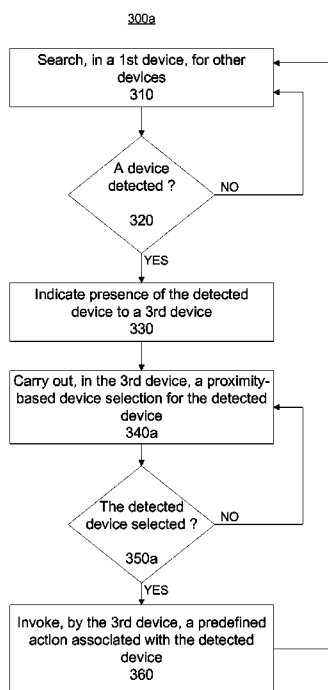 300a
Search, in a 1st device, for other
devices
310
A device
detected ?
320
NO
YES
Indicate presence of the detected
device to a 3rd device
330
Carry out, in the 3rd device, a proximity-
based device selection for the detected
device
340a
The detected
device selected ?
350a
NO
YES
Invoke, by the 3rd device, a predefined
action associated with the detected
device
360